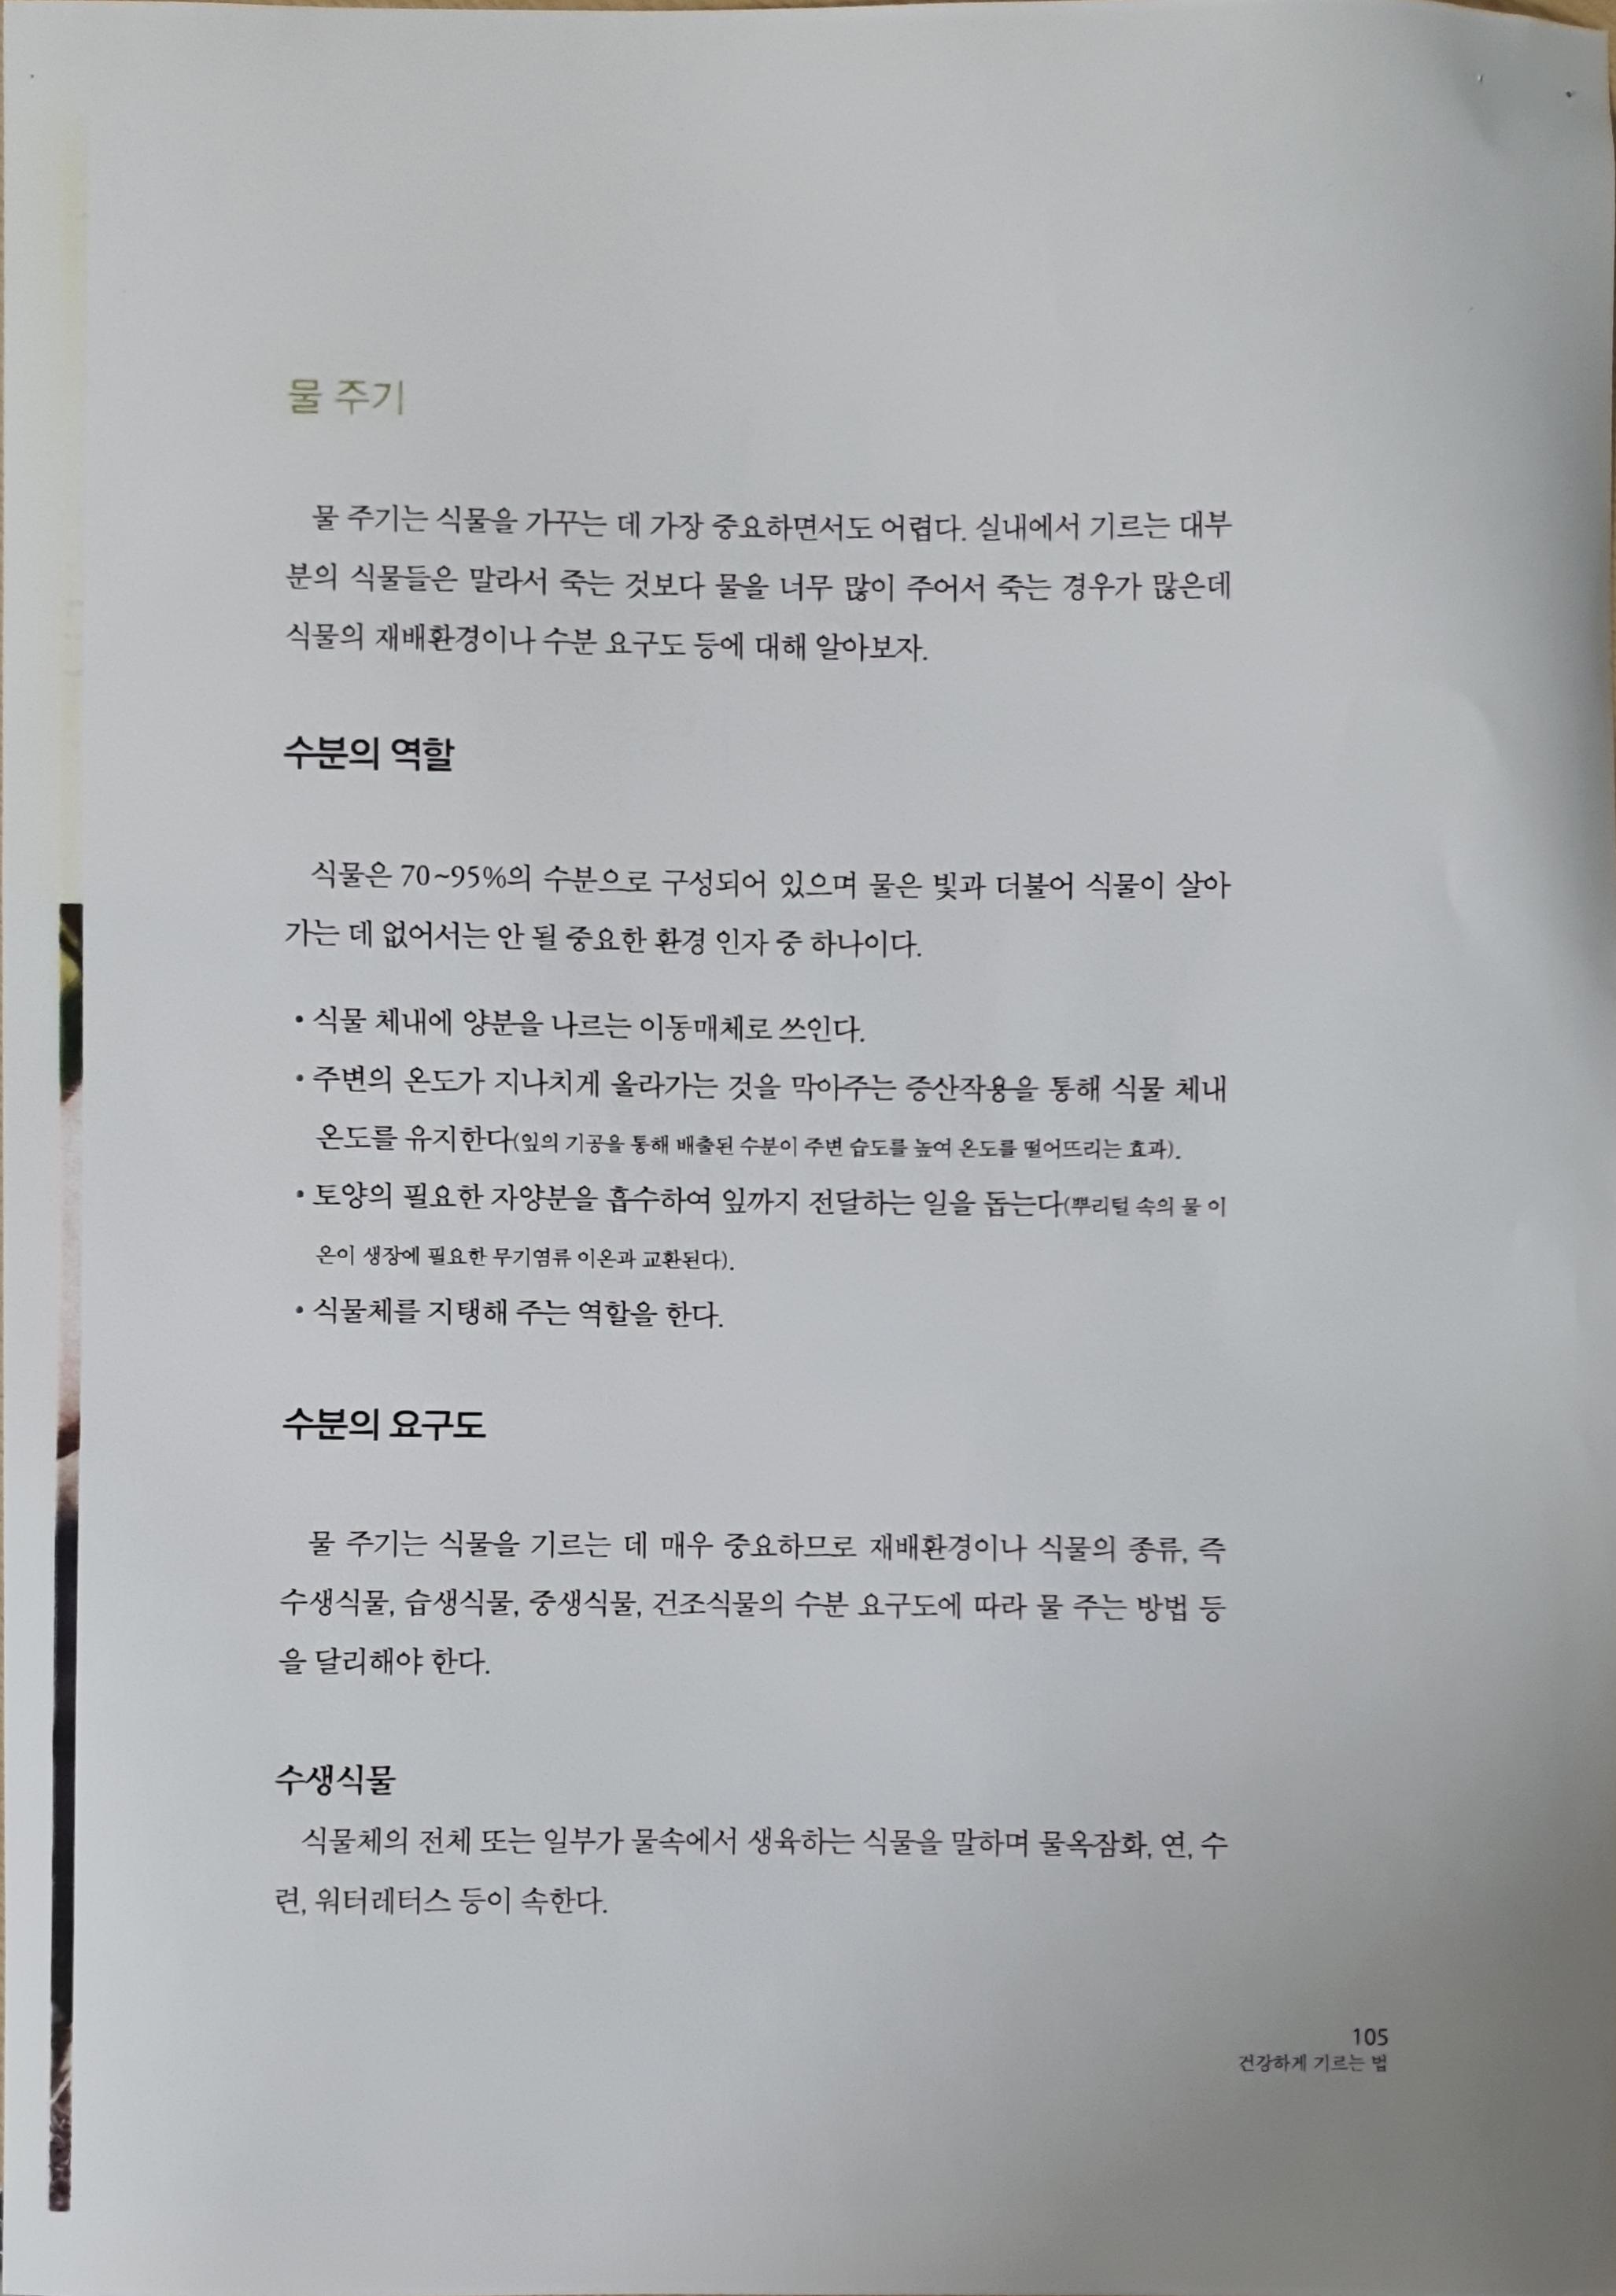 물 주기
물 주기는 식물을 가꾸는 데 가장 중요하면서도 어렵다. 실내에서 기르는 대부
분의 식물들은 말라서 죽는 것보다 물을 너무 많이 주어서 죽는 경우가 많은데
식물의 재배환경이나 수분 요구도 등에 대해 알아보자.
수분의 역할
식물은 70~95%의 수분으로 구성되어 있으며 물은 빛과 더불어 식물이 살아
가는 데 없어서는 안 될 중요한 환경 인자 중 하나이다.
• 식물 체내에 양분을 나르는 이동매체로 쓰인다.
• 주변의 온도가 지나치게 올라가는 것을 막아주는 증산작용을 통해 식물 체내
온도를 유지한다(잎의 기공을 통해 배출된 수분이 주변 습도를 높여 온도를 떨어뜨리는 효과).
• 토양의 필요한 자양분을 흡수하여 잎까지 전달하는 일을 돕는다(뿌리털 속의 물 이
온이 생장에 필요한 무기염류 이온과 교환된다).
• 식물체를 지탱해 주는 역할을 한다.
수분의 요구도
물 주기는 식물을 기르는 데 매우 중요하므로 재배환경이나 식물의 종류, 즉
수생식물, 습생식물, 중생식물, 건조식물의 수분 요구도에 따라 물 주는 방법 등
을 달리해야 한다.
수생식물
식물체의 전체 또는 일부가 물속에서 생육하는 식물을 말하며 물옥잠화, 연, 수
련, 워터레터스 등이 속한다.
105
건강하게 기르는 법